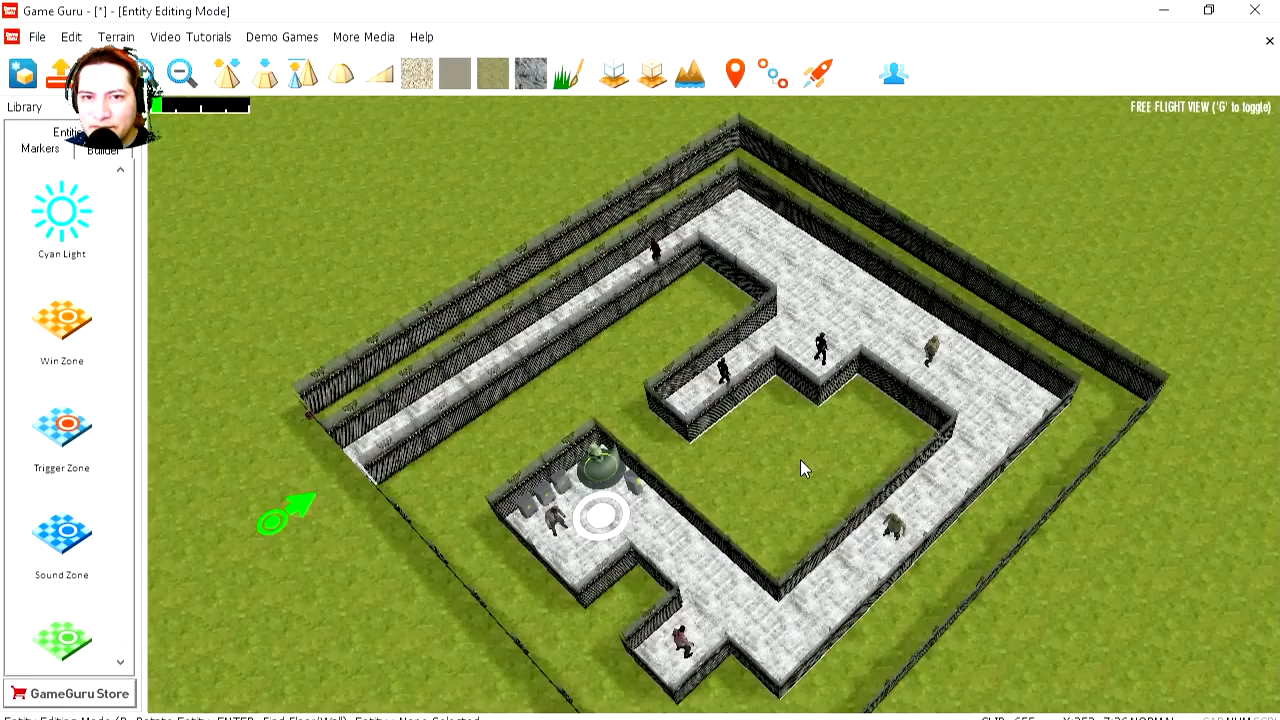 Game Guru - [*] - [Entity Editing Mode]
File Edit Terrain Video Tutorials Demo Games More Media Help
Library
FREE FLIGHT VIEW ('G' to toggle)
Markers
Cyan Light
Win Zone
Trigger Zone
Sound Zone
GameGuru Store